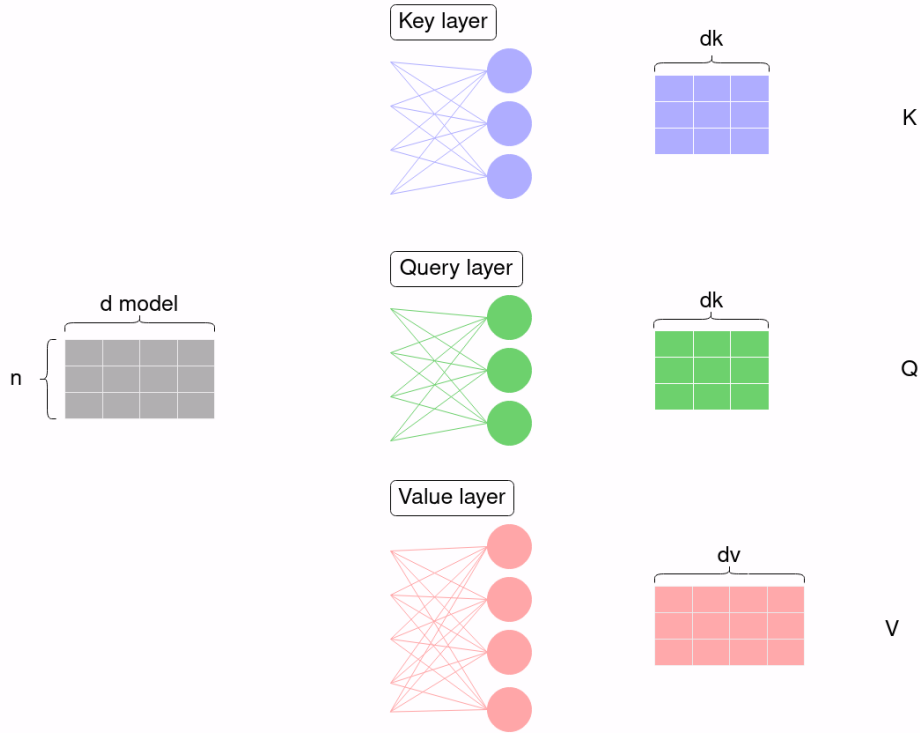 Key layer
dk
K
Query layer
d model
dk
n
Q
Value layer
dv
V